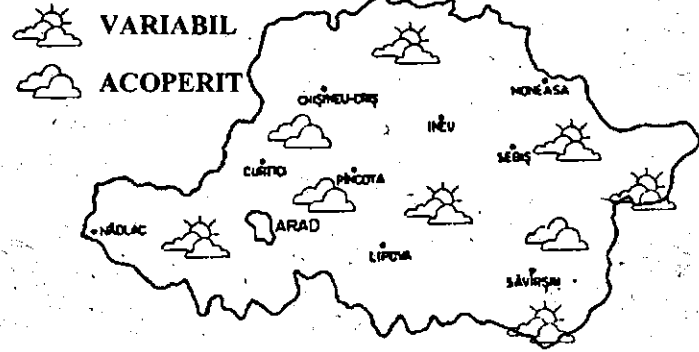 VARIABIL
ACOPERIT
CHIȘINEU-CRIȘ
MONEASA
INEU
SEBIȘ
CURTICI
PÎNCOTA
NĂDLAC
ARAD
LIPOVA
SĂVÎRȘIN